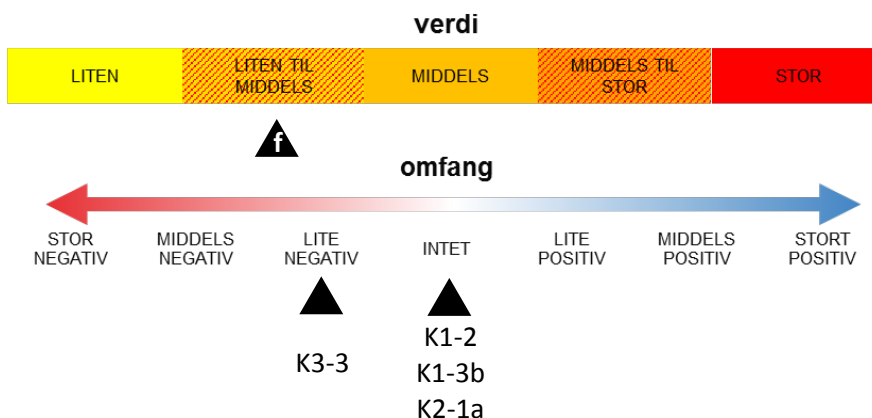 verdi
LITEN
LITEN TIL
MIDDELS
MIDDELS
MIDDELS TIL
STOR
STOR
f
omfang
STOR
NEGATIV
MIDDELS
NEGATIV
LITE
NEGATIV
INTET
LITE
POSITIV
MIDDELS
POSITIV
STORT
POSITIV
K3-3
K1-2
K1-3b
K2-1a